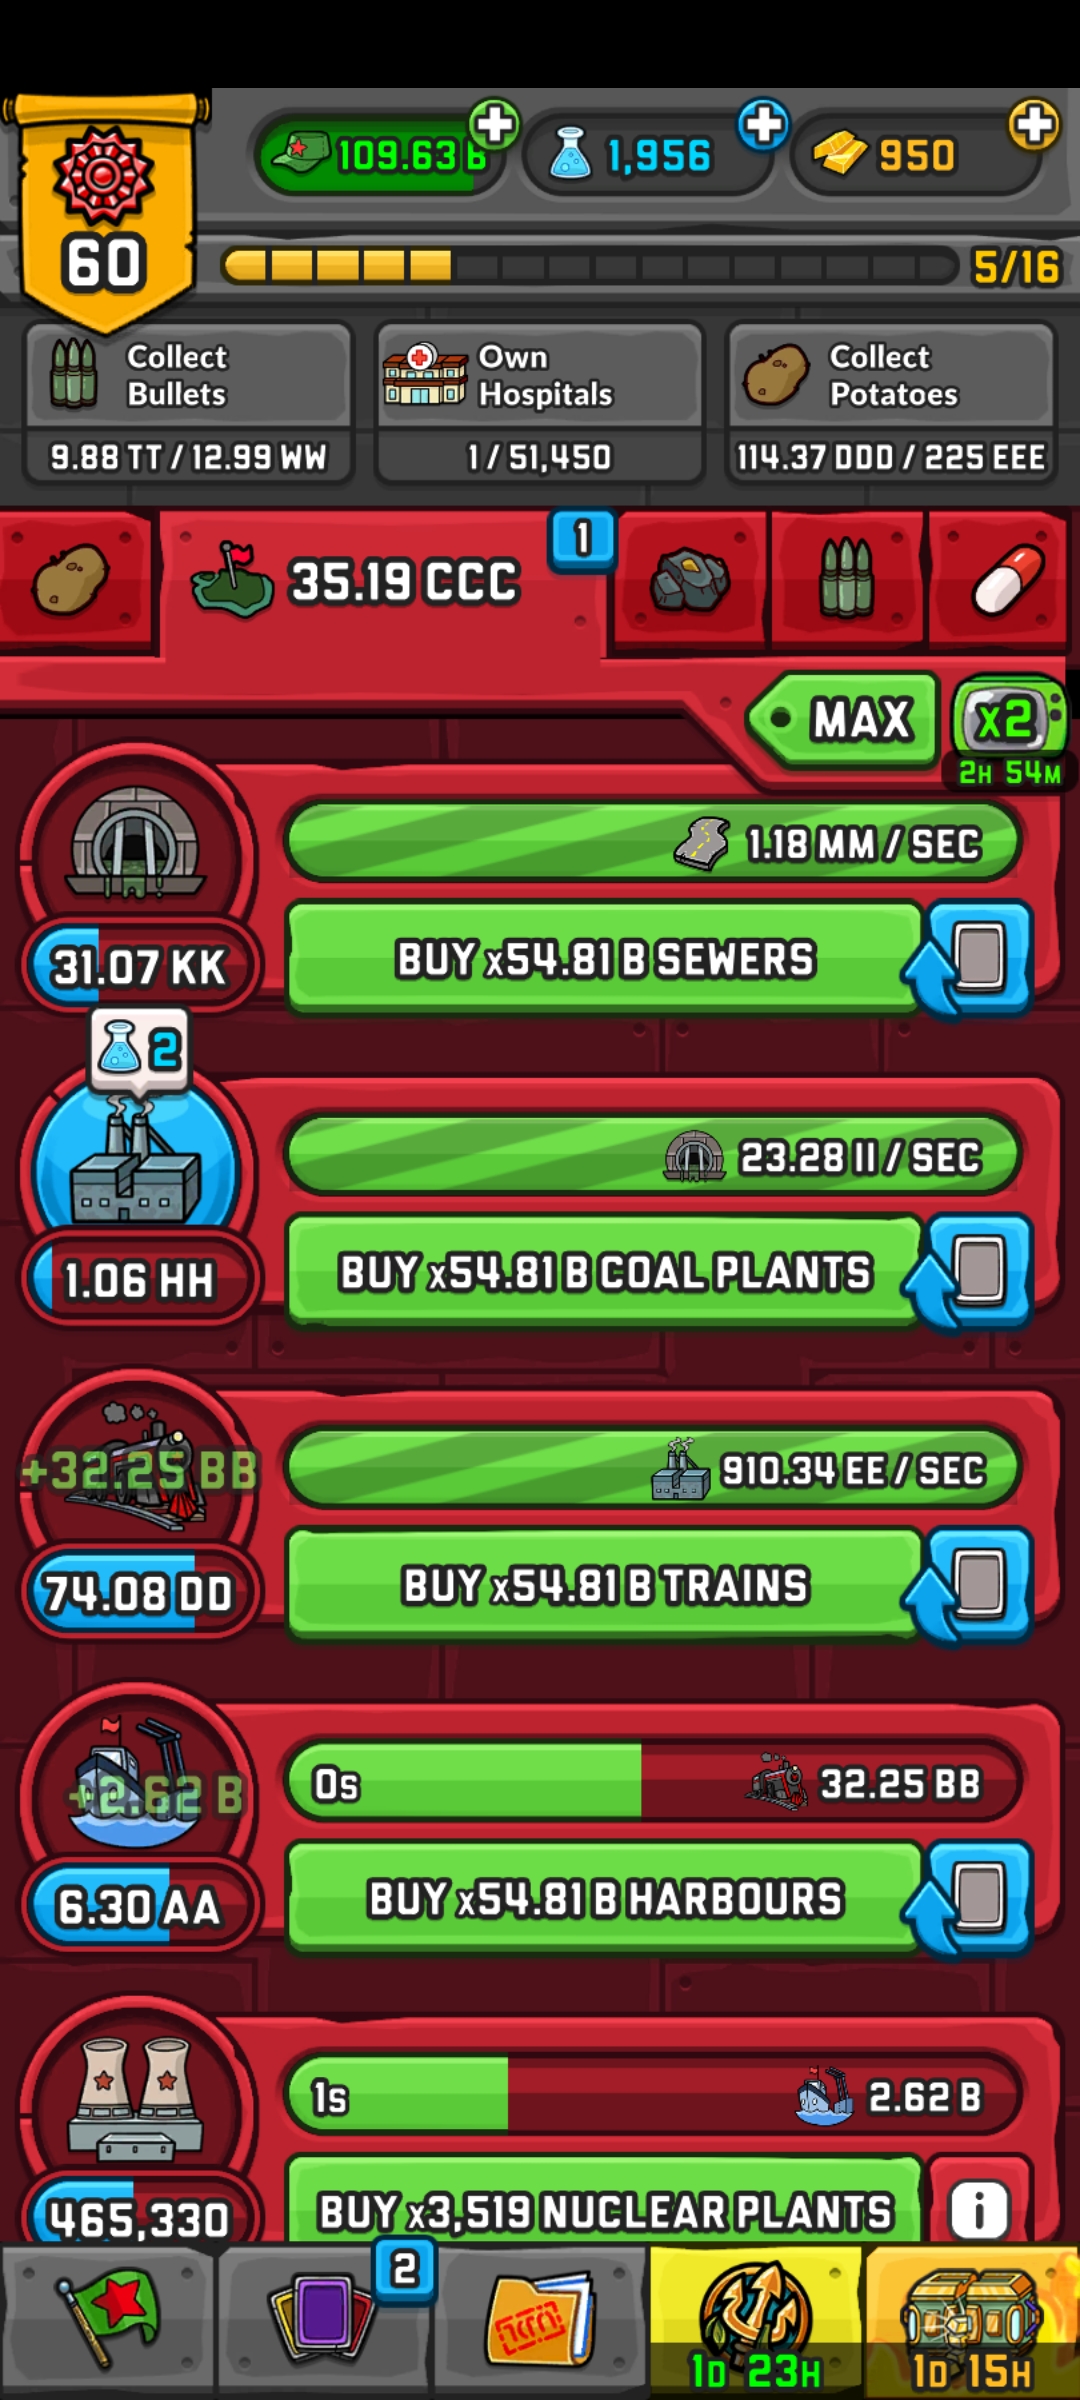 109.63 B
1,956
950
60
5/16
Collect
Bullets
9.88 TT / 12.99 WW
Own
Hospitals
1 / 51,450
Collect
Potatoes
114.37 DDD / 225 EEE
35.19 CCC
1
MAX
x2
2H 54M
1.18 MM / SEC
31.07 KK
BUY x54.81 B SEWERS
2
23.28 II / SEC
1.06 HH
BUY x54.81 B COAL PLANTS
+32.25 BB
910.34 EE / SEC
74.08 DD
BUY x54.81 B TRAINS
+2.62 B
0s
32.25 BB
6.30 AA
BUY x54.81 B HARBOURS
1s
2.62 B
465,330
BUY x3,519 NUCLEAR PLANTS
i
2
1D 23H
1D 15H